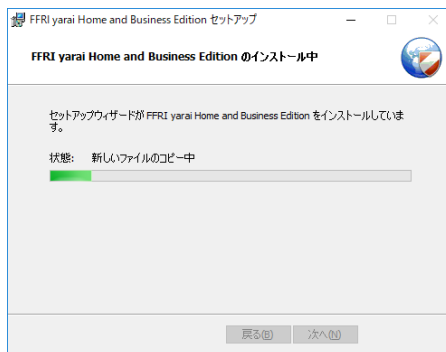 FFRI yarai Home and Business Edition セットアップ
FFRI yarai Home and Business Edition のインストール中
セットアップウィザードが FFRI yarai Home and Business Edition をインストールしていま
す。
状態: 新しいファイルのコピー中
戻る(B) 次へ(N)